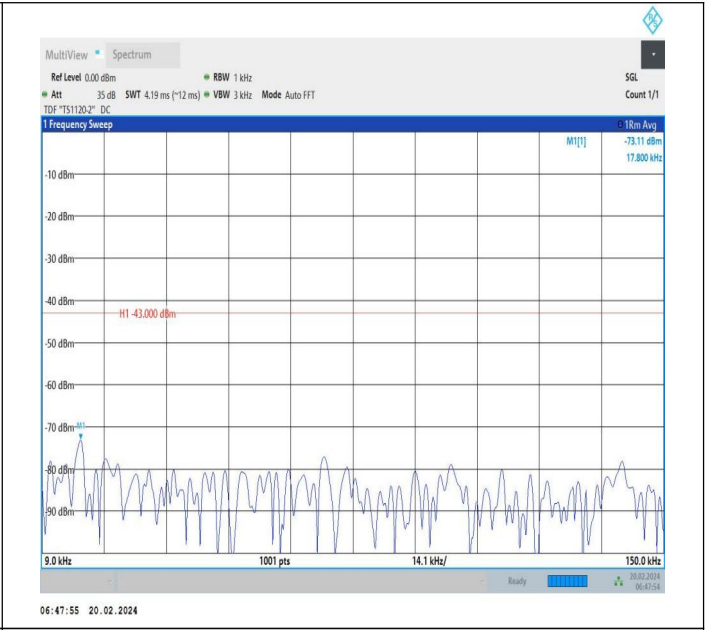 MultiView Spectrum
Ref Level 0.00 dBm RBW 1 kHz SGL
Att 35 dB SWT 4.19 ms (~12 ms) VBW 3 kHz Mode Auto FFT Count 1/1
TDF "TS1120-2" DC
1 Frequency Sweep 1Rm Avg
M1[1] -73.11 dBm
17.800 kHz
-10 dBm
-20 dBm
-30 dBm
-40 dBm
H1 -43.000 dBm
-50 dBm
-60 dBm
-70 dBm M1
-80 dBm
-90 dBm
9.0 kHz 1001 pts 14.1 kHz/ 150.0 kHz
Ready 20.02.2024
06:47:54
06:47:55 20.02.2024